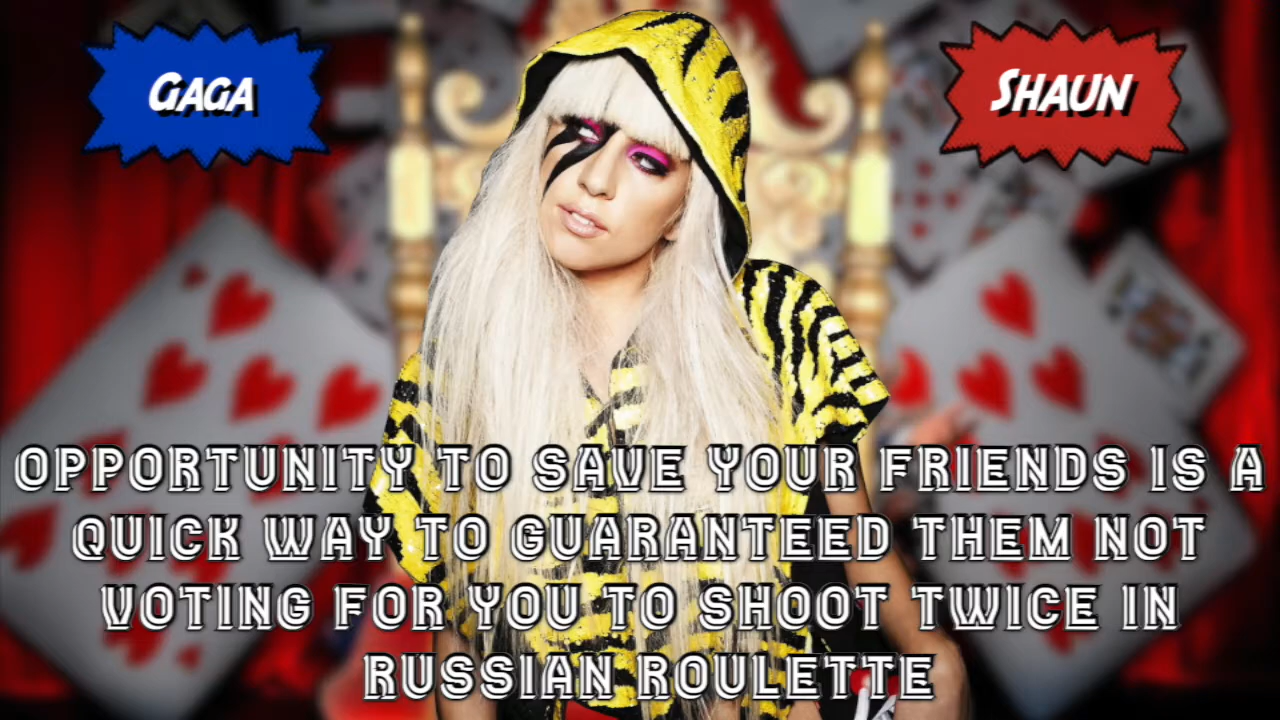 GAGA
SHAUN
OPPORTUNITY TO SAVE YOUR FRIENDS IS A
QUICK WAY TO GUARANTEED THEM NOT
VOTING FOR YOU TO SHOOT TWICE IN
RUSSIAN ROULETTE